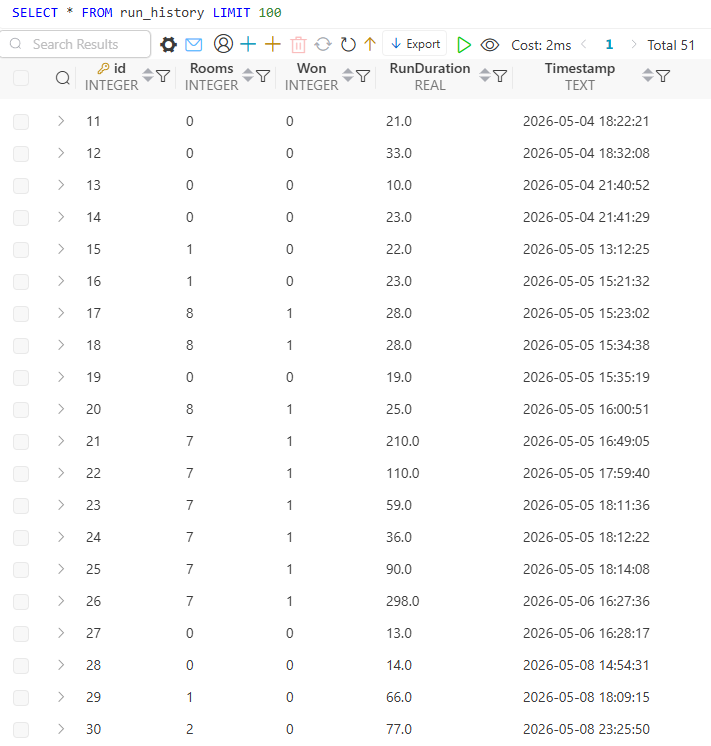 SELECT * FROM run_history LIMIT 100
Search Results Export Cost: 2ms 1 Total 51
id Rooms Won RunDuration Timestamp
INTEGER INTEGER INTEGER REAL TEXT
11 0 0 21.0 2026-05-04 18:22:21
12 0 0 33.0 2026-05-04 18:32:08
13 0 0 10.0 2026-05-04 21:40:52
14 0 0 23.0 2026-05-04 21:41:29
15 1 0 22.0 2026-05-05 13:12:25
16 1 0 23.0 2026-05-05 15:21:32
17 8 1 28.0 2026-05-05 15:23:02
18 8 1 28.0 2026-05-05 15:34:38
19 0 0 19.0 2026-05-05 15:35:19
20 8 1 25.0 2026-05-05 16:00:51
21 7 1 210.0 2026-05-05 16:49:05
22 7 1 110.0 2026-05-05 17:59:40
23 7 1 59.0 2026-05-05 18:11:36
24 7 1 36.0 2026-05-05 18:12:22
25 7 1 90.0 2026-05-05 18:14:08
26 7 1 298.0 2026-05-06 16:27:36
27 0 0 13.0 2026-05-06 16:28:17
28 0 0 14.0 2026-05-08 14:54:31
29 1 0 66.0 2026-05-08 18:09:15
30 2 0 77.0 2026-05-08 23:25:50